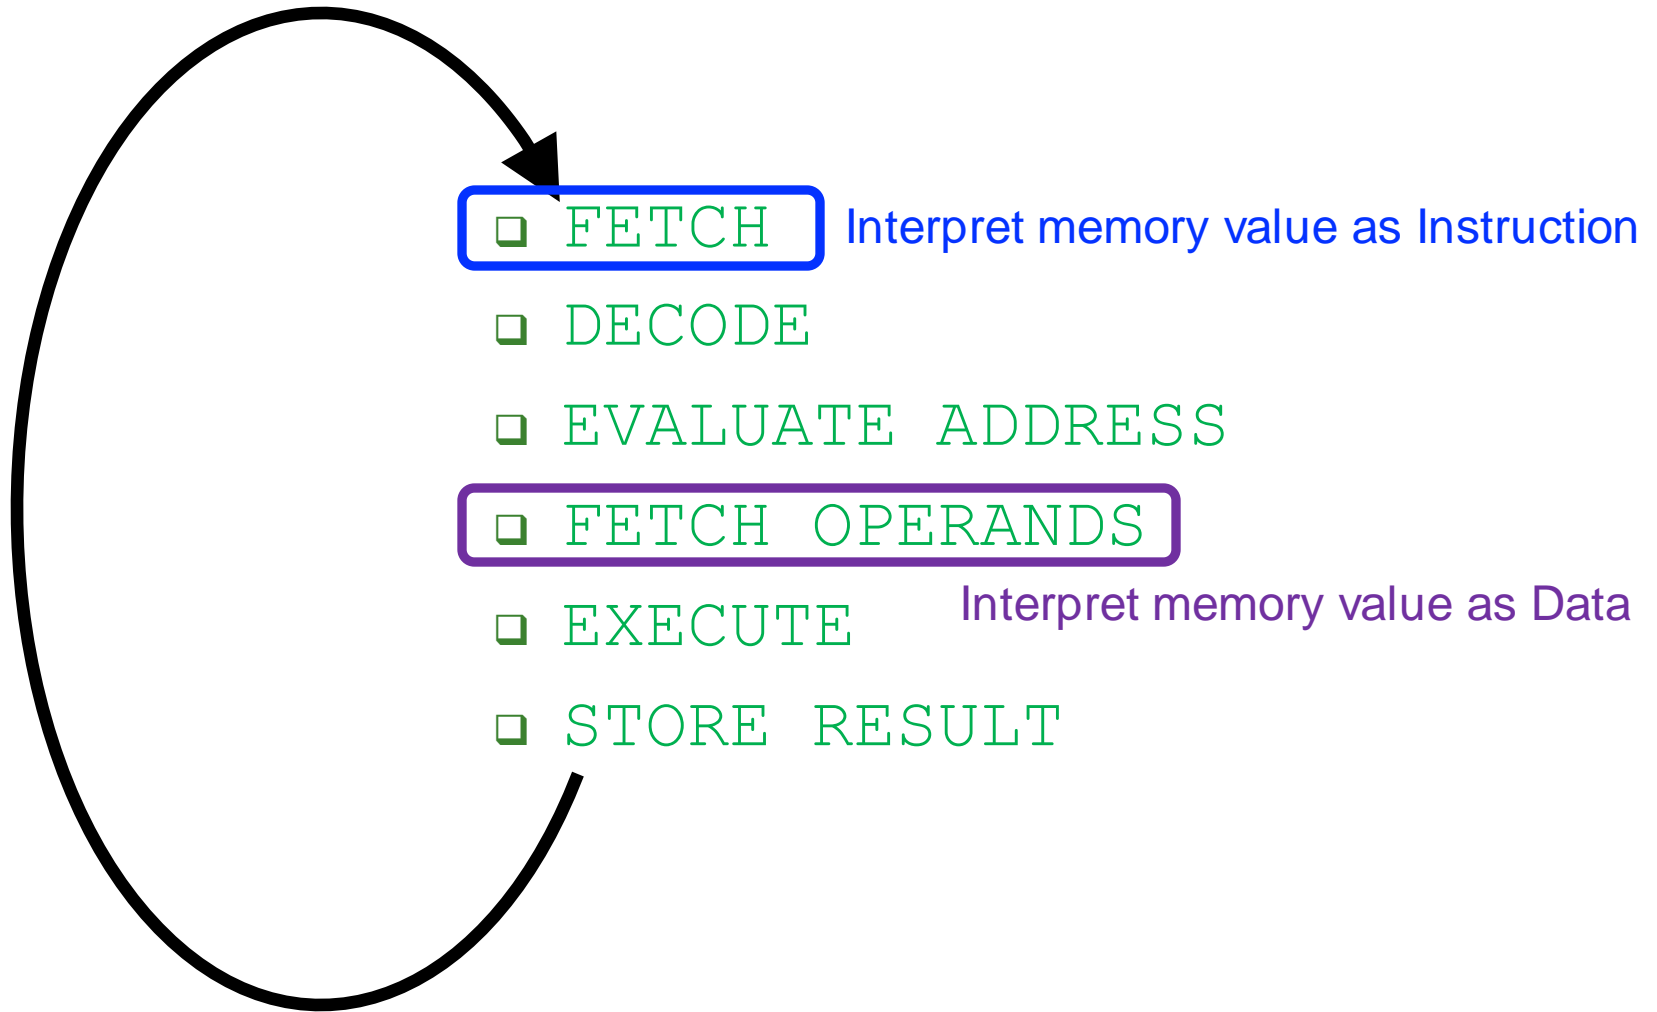 ❑ FETCH
Interpret memory value as Instruction
❑ DECODE
❑ EVALUATE ADDRESS
❑ FETCH OPERANDS
Interpret memory value as Data
❑ EXECUTE
❑ STORE RESULT